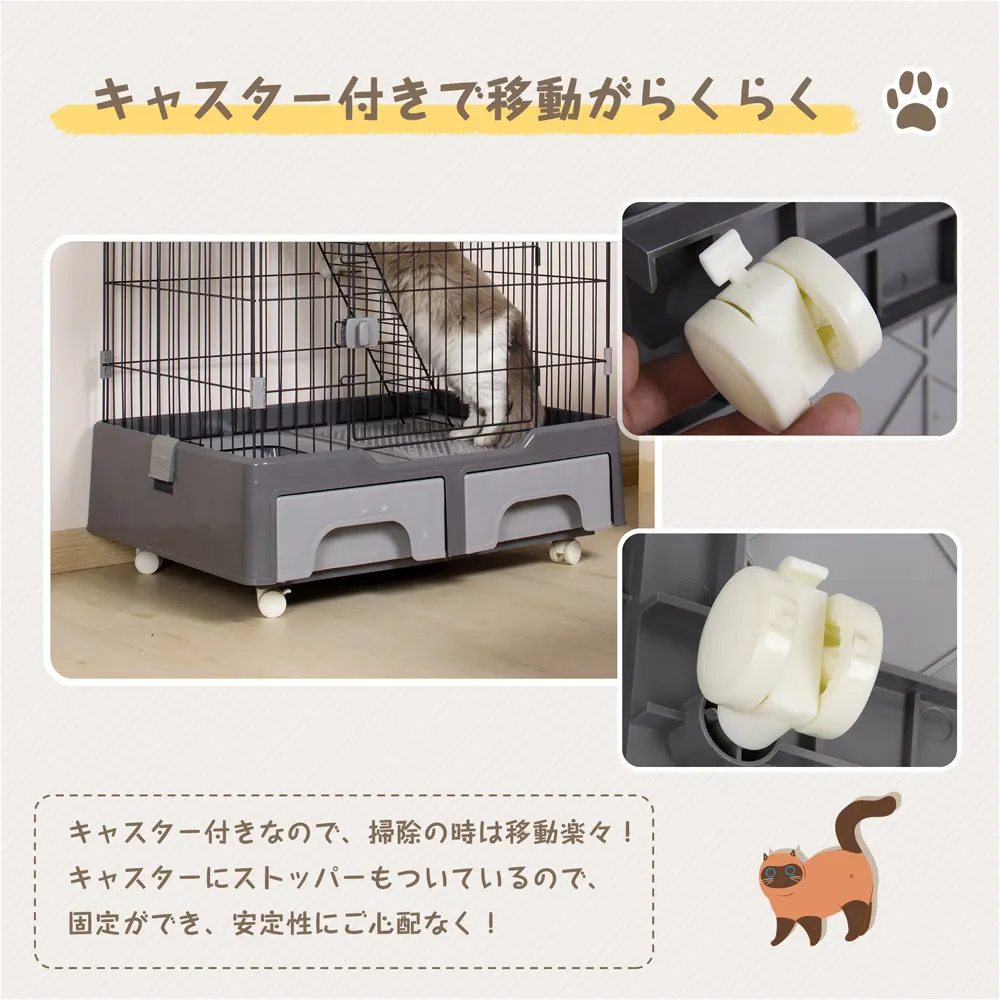 キャスター付きで移動がらくらく
キャスター付きなので、掃除の時は移動楽々！
キャスターにストッパーもついているので、
固定ができ、安定性にご心配なく！